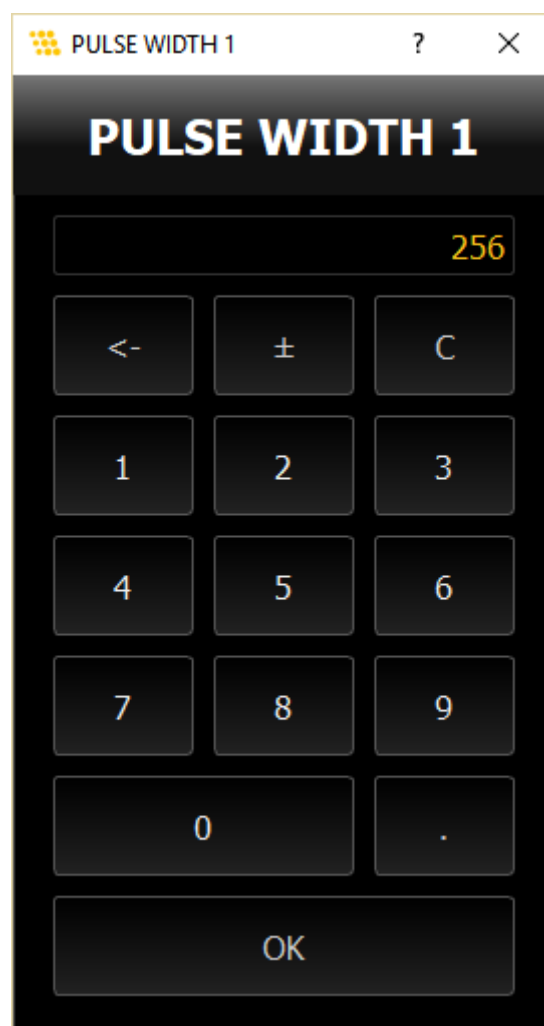 PULSE WIDTH 1 ?
PULSE WIDTH 1
256
<- ± C
1 2 3
4 5 6
7 8 9
0 .
OK